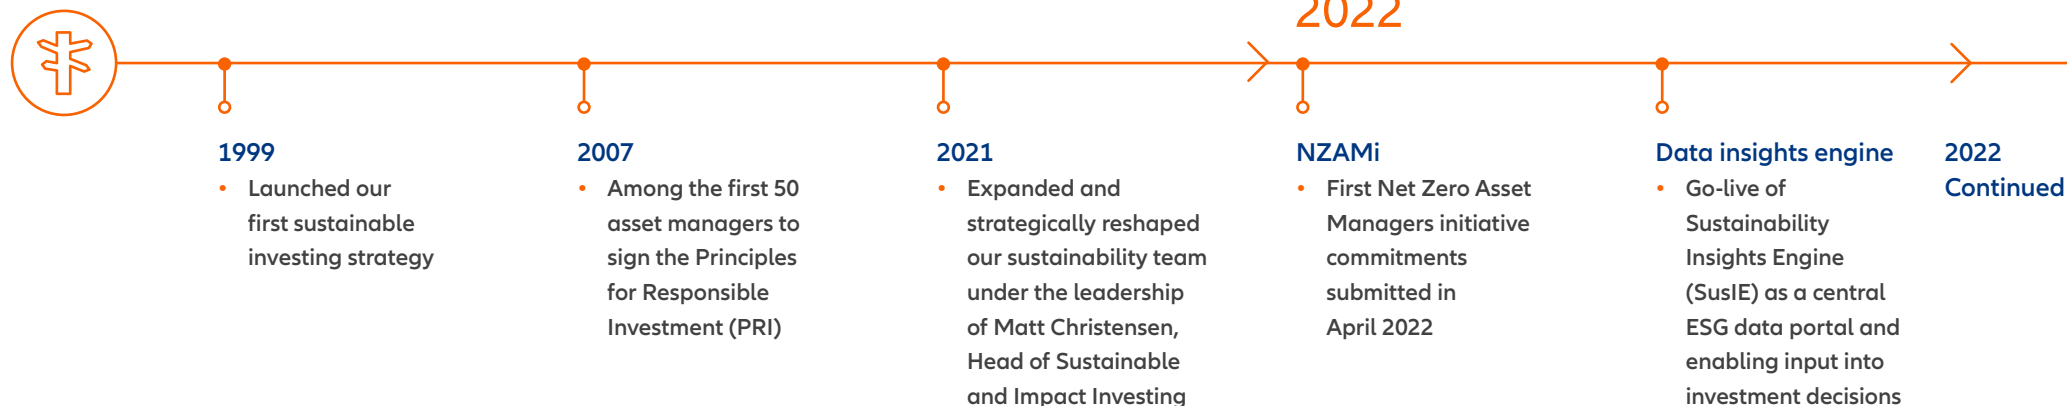 2022
1999
• Launched our
first sustainable
investing strategy
2007
• Among the first 50
asset managers to
sign the Principles
for Responsible
Investment (PRI)
2021
• Expanded and
strategically reshaped
our sustainability team
under the leadership
of Matt Christensen,
Head of Sustainable
and Impact Investing
NZAMi
• First Net Zero Asset
Managers initiative
commitments
submitted in
April 2022
Data insights engine
• Go-live of
Sustainability
Insights Engine
(SusIE) as a central
ESG data portal and
enabling input into
investment decisions
2022
Continued